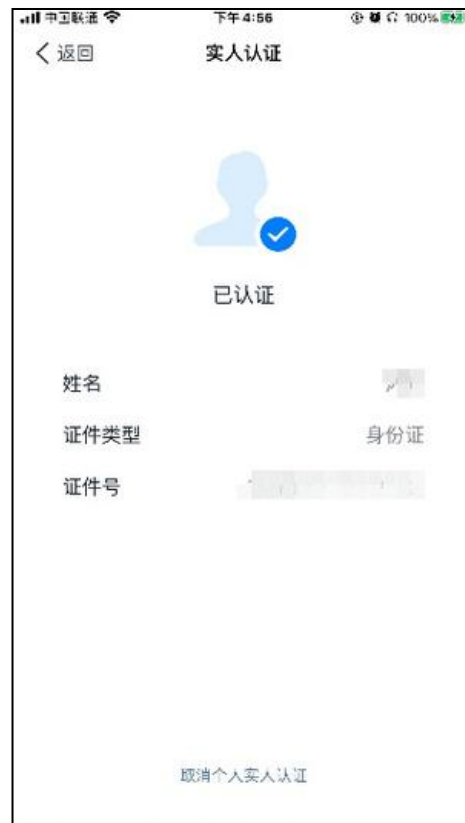 中国联通 下午4:56 100%
返回 实人认证
已认证
姓名
证件类型 身份证
证件号
取消个人实人认证